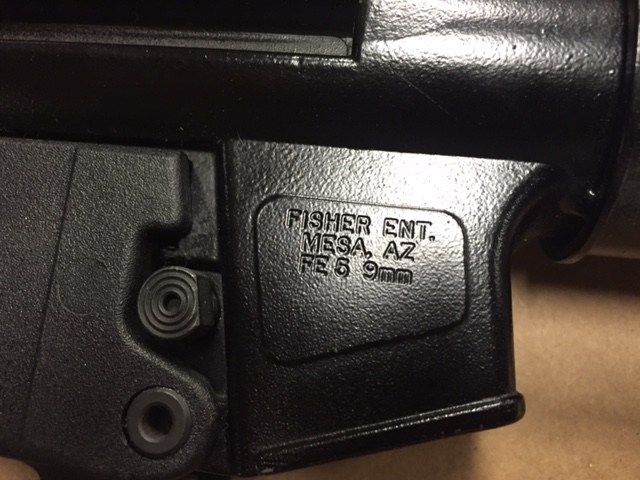 FISHER ENT.
MESA, AZ
FE 5 9mm